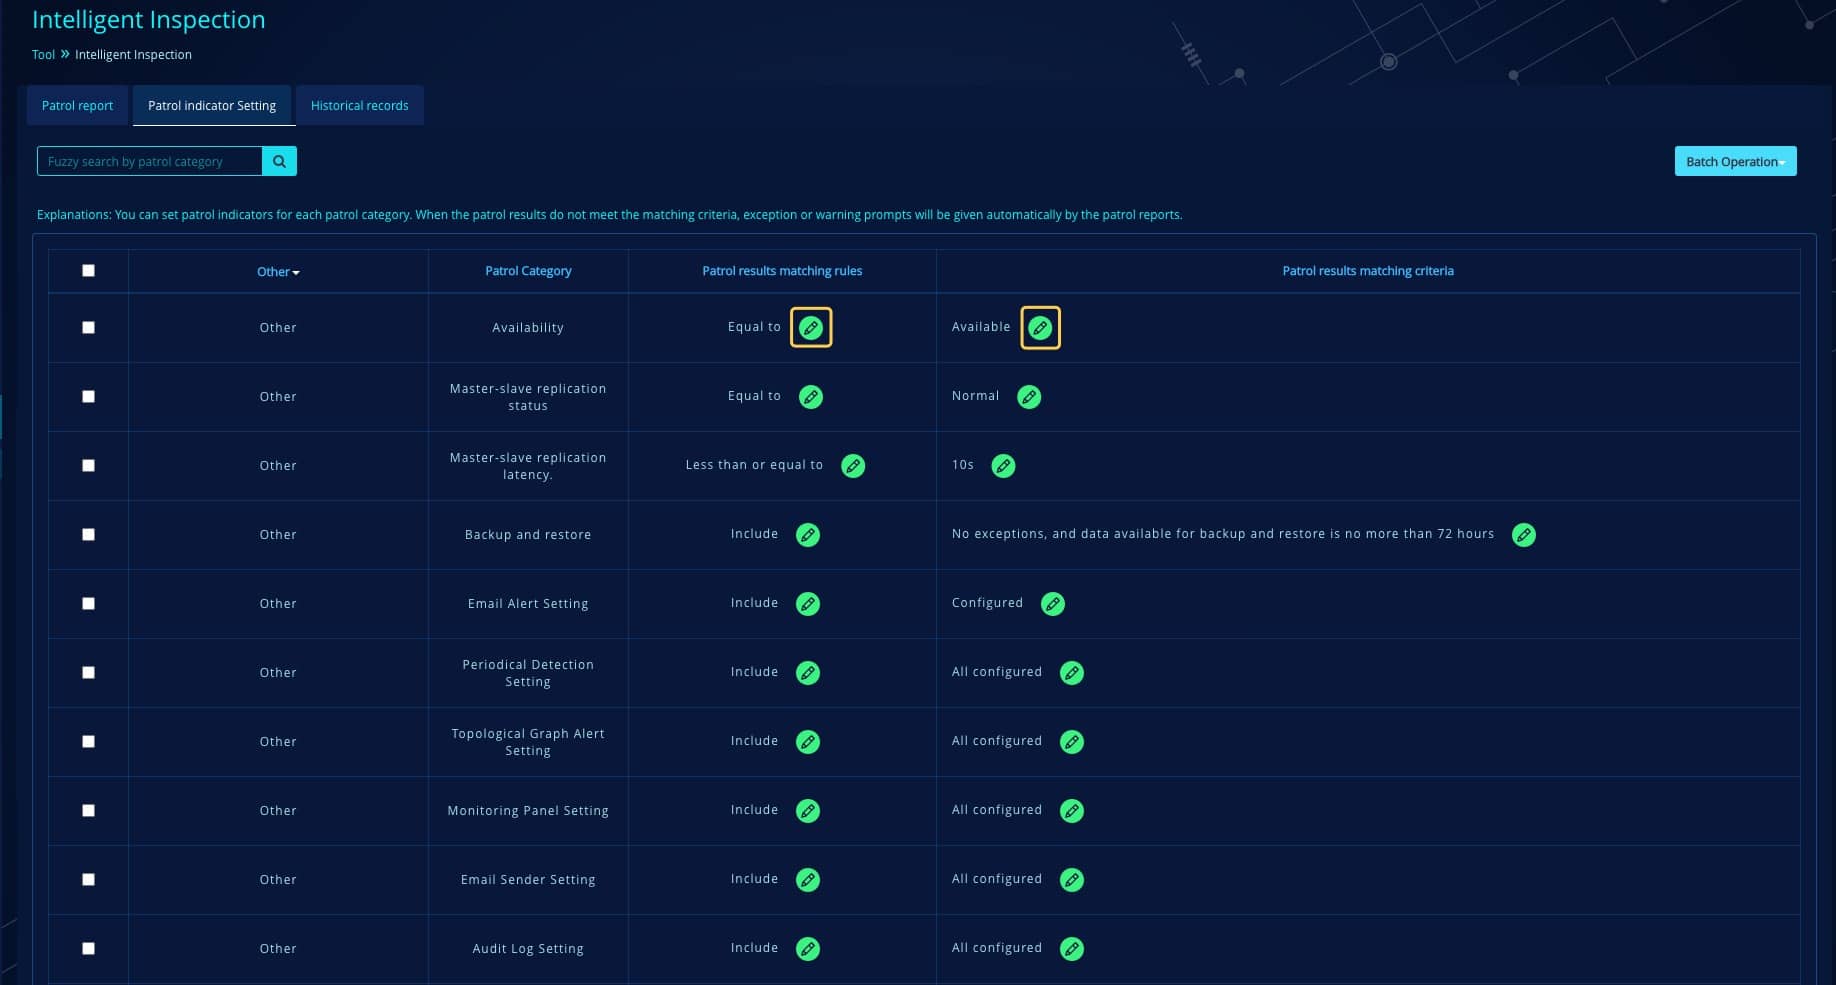 Intelligent Inspection
Tool » Intelligent Inspection
Patrol report Patrol indicator Setting Historical records
Fuzzy search by patrol category
Batch Operation
Explanations: You can set patrol indicators for each patrol category. When the patrol results do not meet the matching criteria, exception or warning prompts will be given automatically by the patrol reports.
Other Patrol Category Patrol results matching rules Patrol results matching criteria
Other Availability Equal to Available
Other Master-slave replication status Equal to Normal
Other Master-slave replication latency. Less than or equal to 10s
Other Backup and restore Include No exceptions, and data available for backup and restore is no more than 72 hours
Other Email Alert Setting Include Configured
Other Periodical Detection Setting Include All configured
Other Topological Graph Alert Setting Include All configured
Other Monitoring Panel Setting Include All configured
Other Email Sender Setting Include All configured
Other Audit Log Setting Include All configured